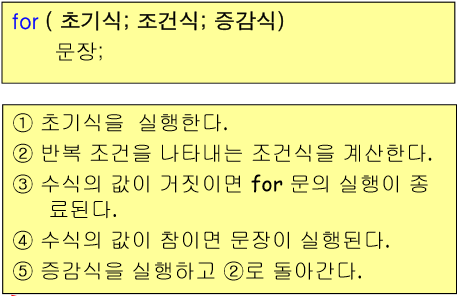 for ( 초기식; 조건식; 증감식)
문장;
① 초기식을 실행한다.
② 반복 조건을 나타내는 조건식을 계산한다.
③ 수식의 값이 거짓이면 for 문의 실행이 종
료된다.
④ 수식의 값이 참이면 문장이 실행된다.
⑤ 증감식을 실행하고 ②로 돌아간다.